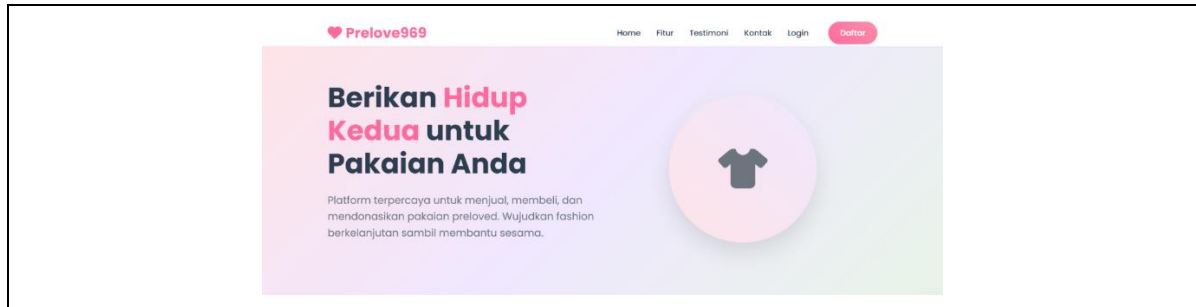 Prelove969
Home Fitur Testimoni Kontak Login Daftar
Berikan Hidup
Kedua untuk
Pakaian Anda
Platform terpercaya untuk menjual, membeli, dan
mendonasikan pakaian preloved. Wujudkan fashion
berkelanjutan sambil membantu sesama.